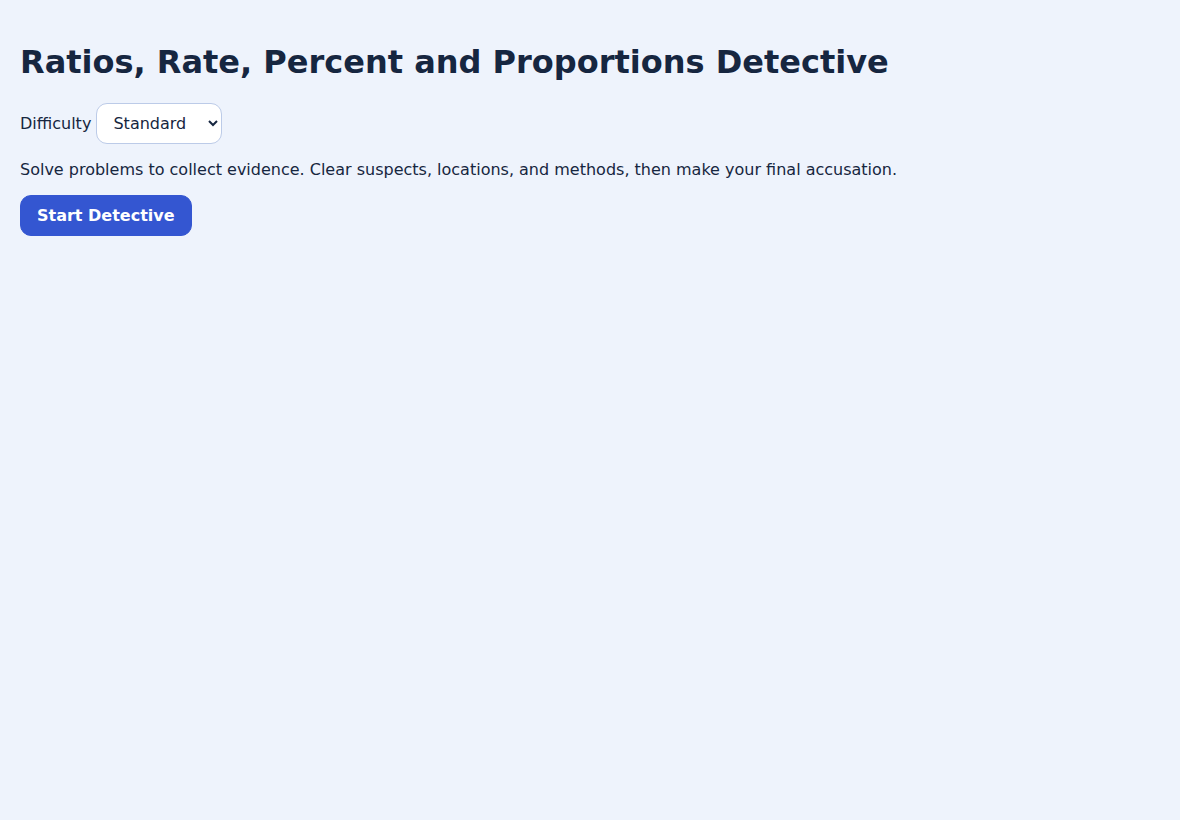 Ratios, Rate, Percent and Proportions Detective
Difficulty Standard
Solve problems to collect evidence. Clear suspects, locations, and methods, then make your final accusation.
Start Detective